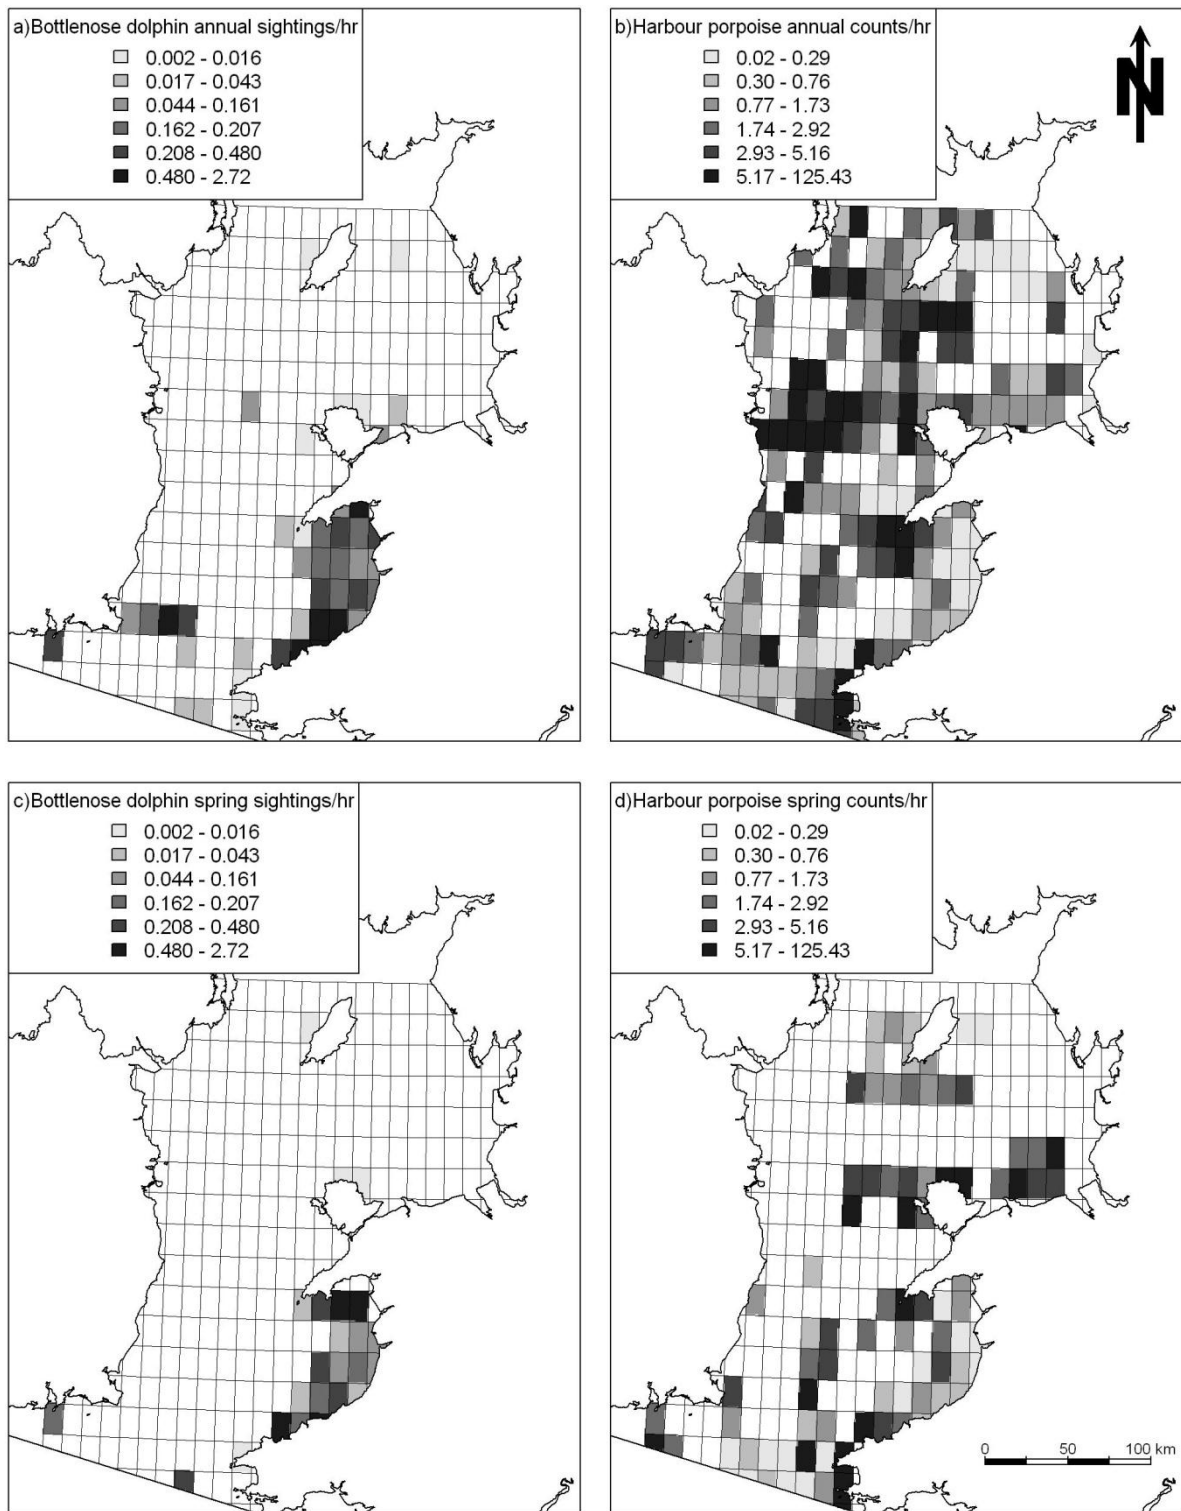 a)Bottlenose dolphin annual sightings/hr
0.002 - 0.016
0.017 - 0.043
0.044 - 0.161
0.162 - 0.207
0.208 - 0.480
0.480 - 2.72
b)Harbour porpoise annual counts/hr
0.02 - 0.29
0.30 - 0.76
0.77 - 1.73
1.74 - 2.92
2.93 - 5.16
5.17 - 125.43
N
c)Bottlenose dolphin spring sightings/hr
0.002 - 0.016
0.017 - 0.043
0.044 - 0.161
0.162 - 0.207
0.208 - 0.480
0.480 - 2.72
d)Harbour porpoise spring counts/hr
0.02 - 0.29
0.30 - 0.76
0.77 - 1.73
1.74 - 2.92
2.93 - 5.16
5.17 - 125.43
0 50 100 km